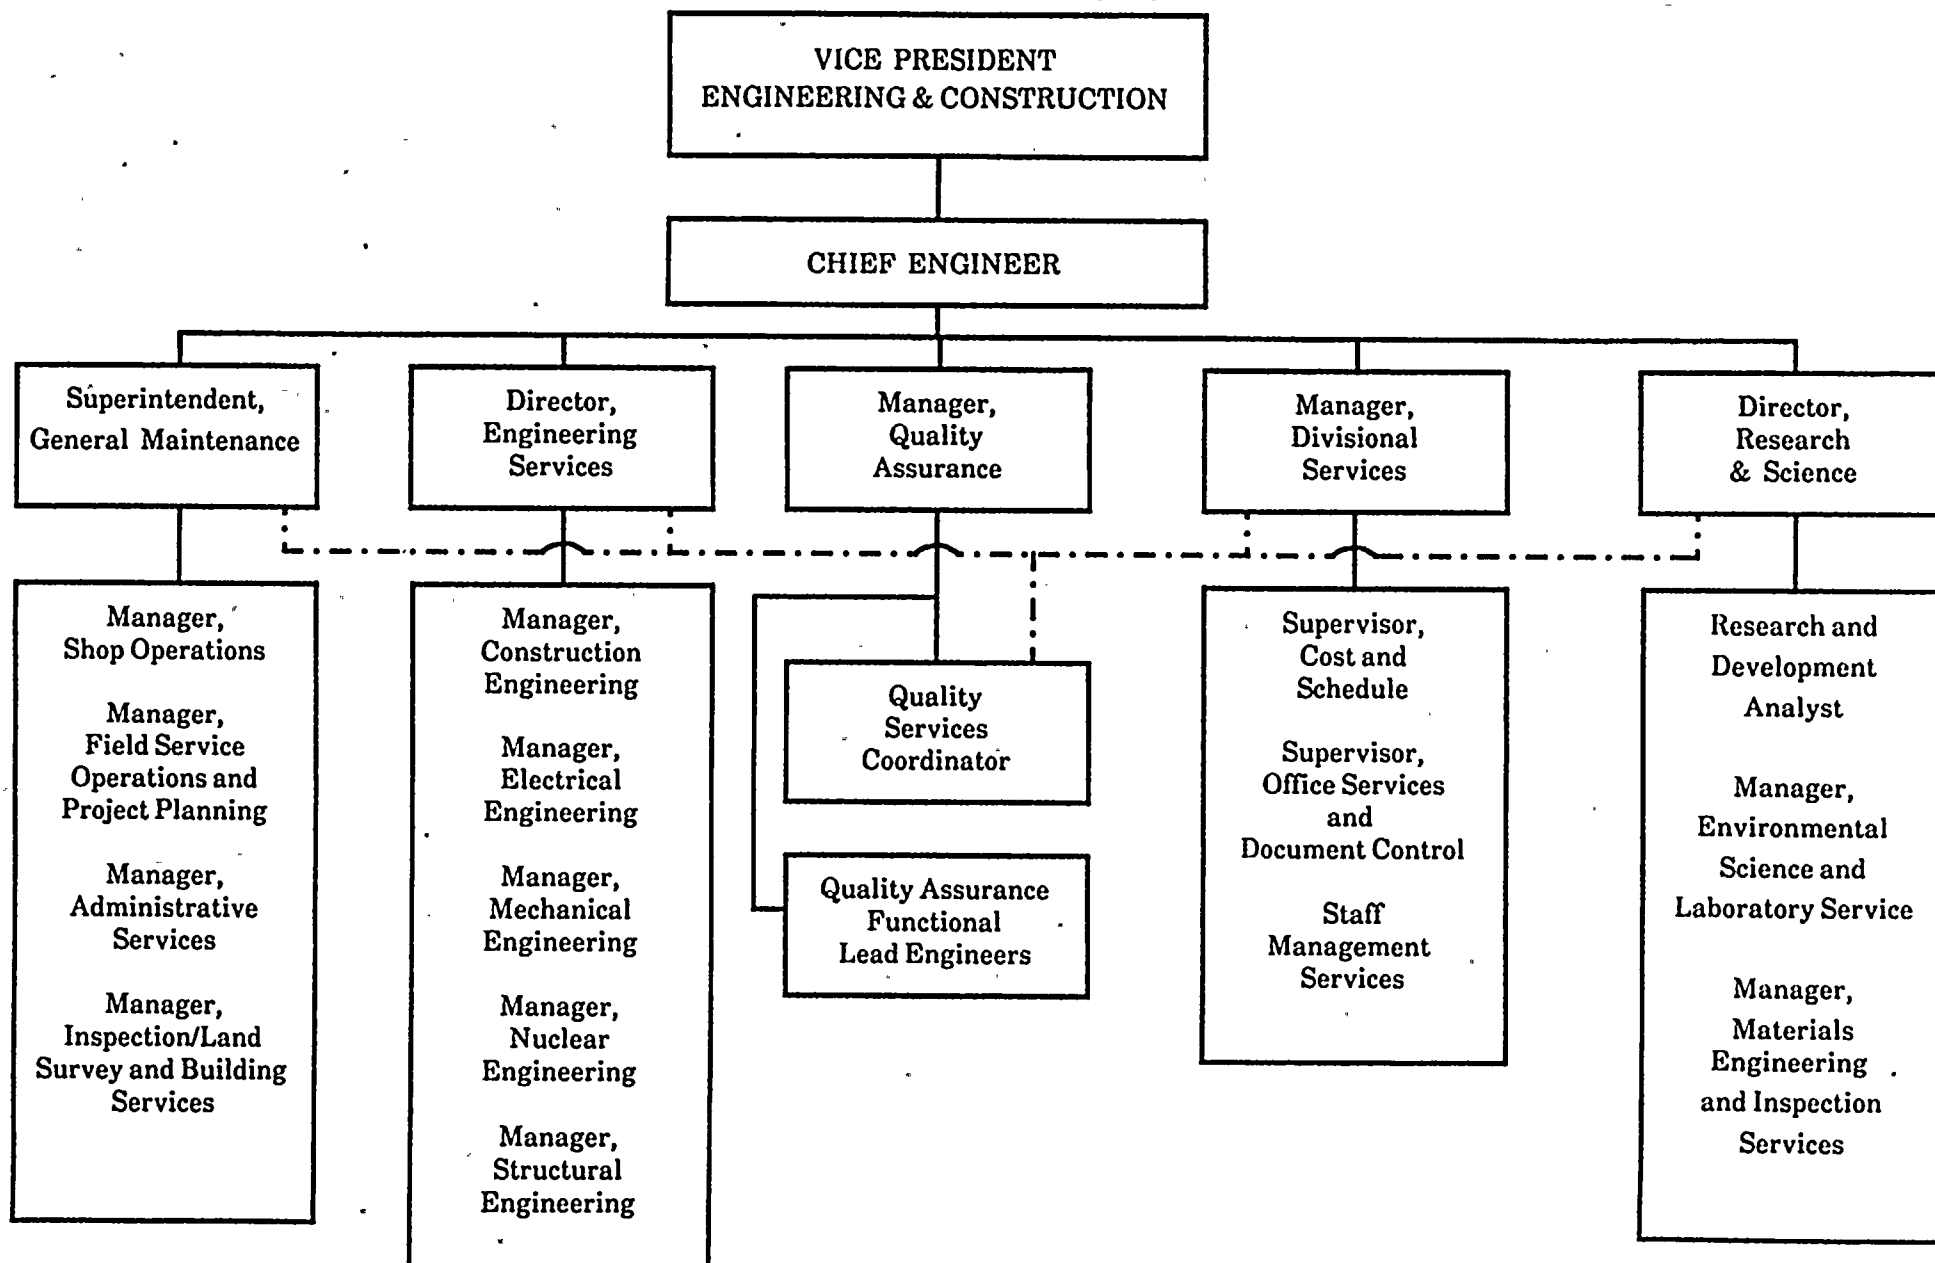 VICE PRESIDENT
ENGINEERING & CONSTRUCTION
CHIEF ENGINEER
Superintendent,
General Maintenance
Director,
Engineering
Services
Manager,
Quality
Assurance
Manager,
Divisional
Services
Director,
Research
& Science
Manager,
Shop Operations
Manager,
Field Service
Operations and
Project Planning
Manager,
Administrative
Services
Manager,
Inspection/Land
Survey and Building
Services
Manager,
Construction
Engineering
Manager,
Electrical
Engineering
Manager,
Mechanical
Engineering
Manager,
Nuclear
Engineering
Manager,
Structural
Engineering
Quality
Services
Coordinator
Quality Assurance
Functional
Lead Engineers
Supervisor,
Cost and
Schedule
Supervisor,
Office Services
and
Document Control
Staff
Management
Services
Research and
Development
Analyst
Manager,
Environmental
Science and
Laboratory Service
Manager,
Materials
Engineering
and Inspection
Services